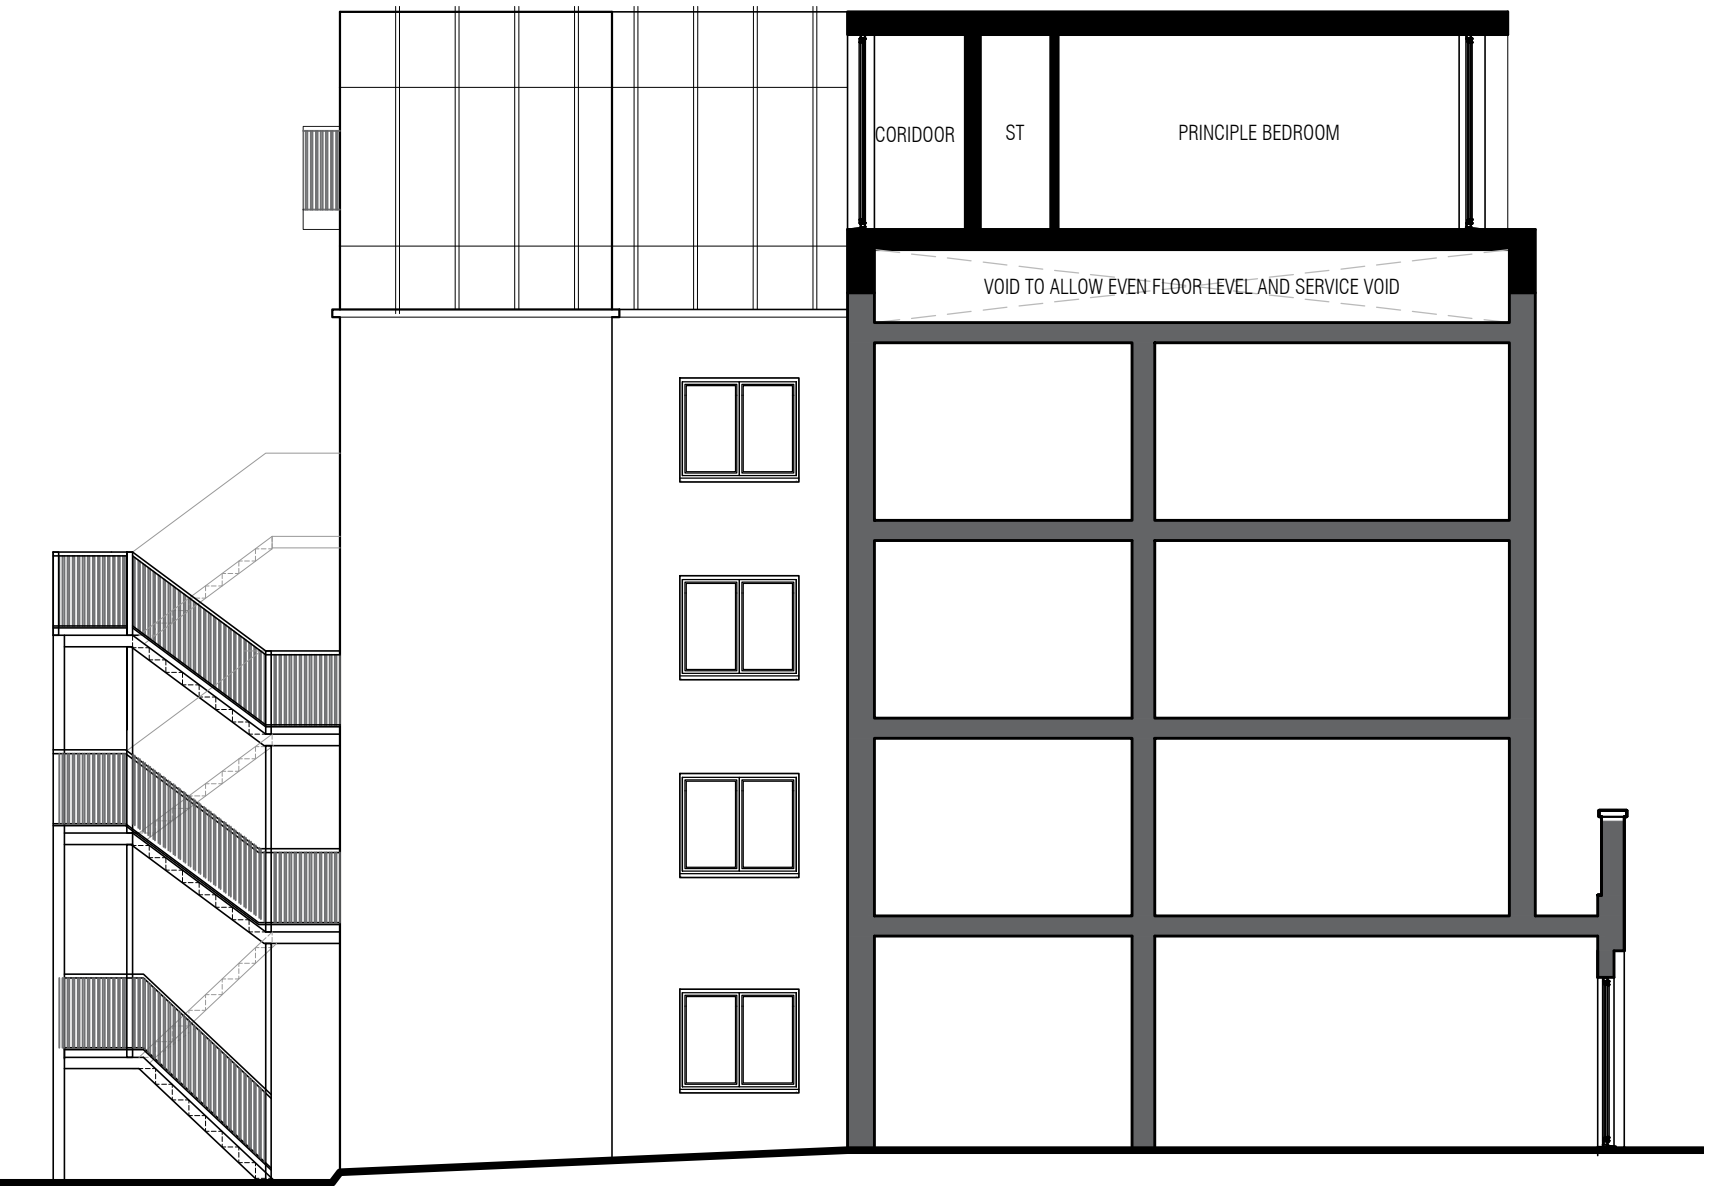 CORIDOOR
ST
PRINCIPLE BEDROOM
VOID TO ALLOW EVEN FLOOR LEVEL AND SERVICE VOID